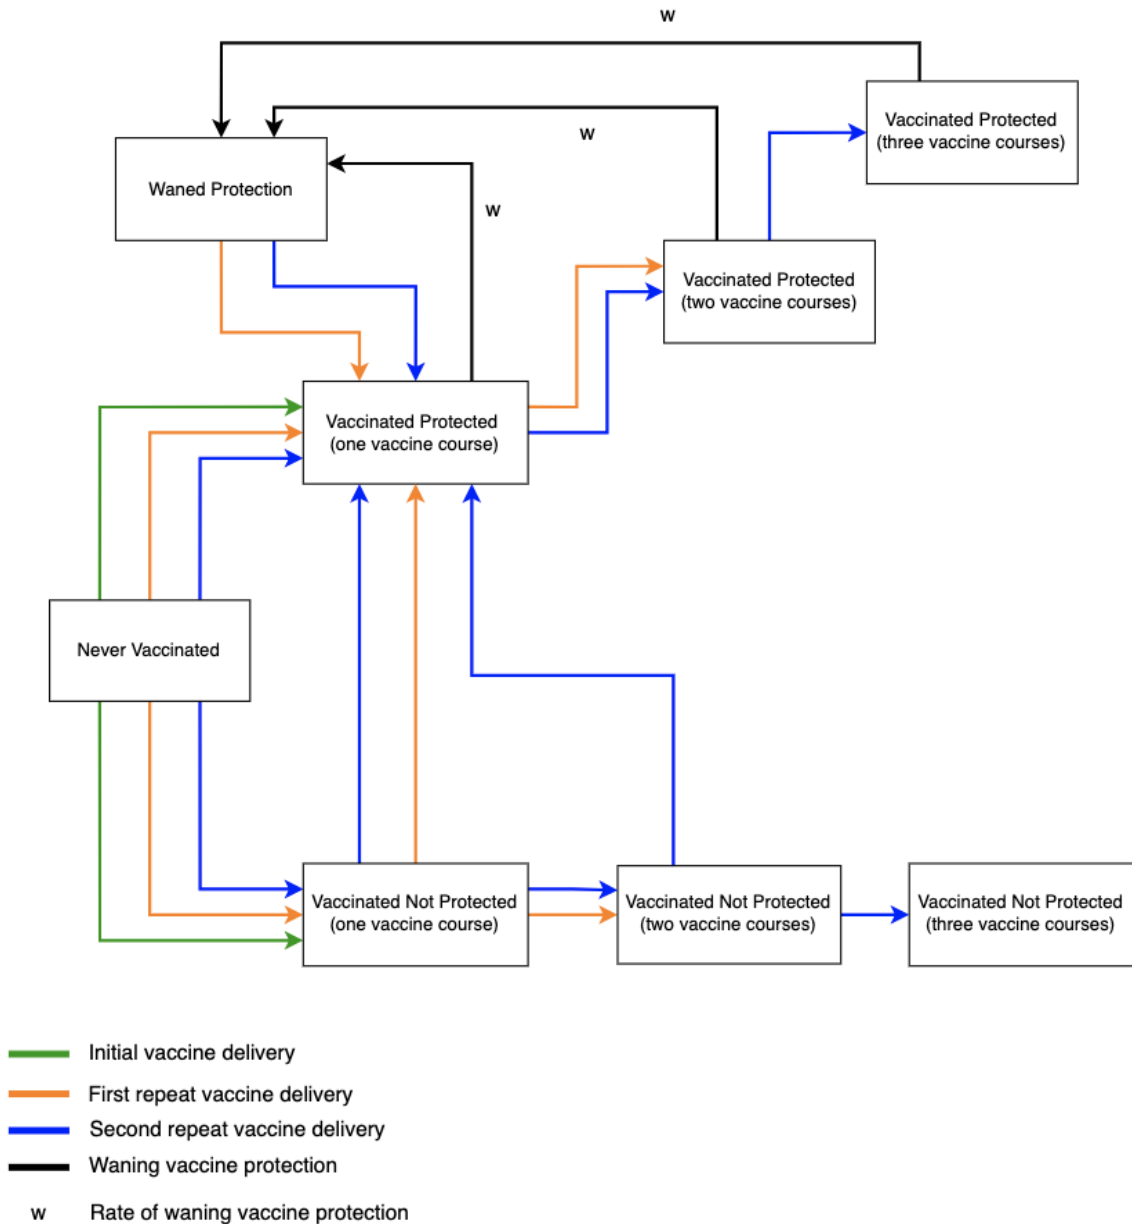 w
Vaccinated Protected
(three vaccine courses)
w
Waned Protection
w
Vaccinated Protected
(two vaccine courses)
Vaccinated Protected
(one vaccine course)
Never Vaccinated
Vaccinated Not Protected
(one vaccine course)
Vaccinated Not Protected
(two vaccine courses)
Vaccinated Not Protected
(three vaccine courses)
Initial vaccine delivery
First repeat vaccine delivery
Second repeat vaccine delivery
Waning vaccine protection
w Rate of waning vaccine protection